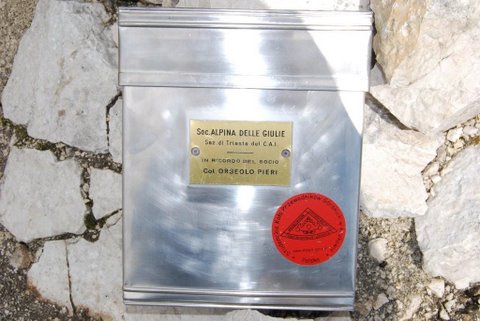 Soc. ALPINA DELLE GIULIE
Sez. di Trieste del C.A.I.
IN RICORDO DEL SOCIO
Col. ORSEOLO PIERI